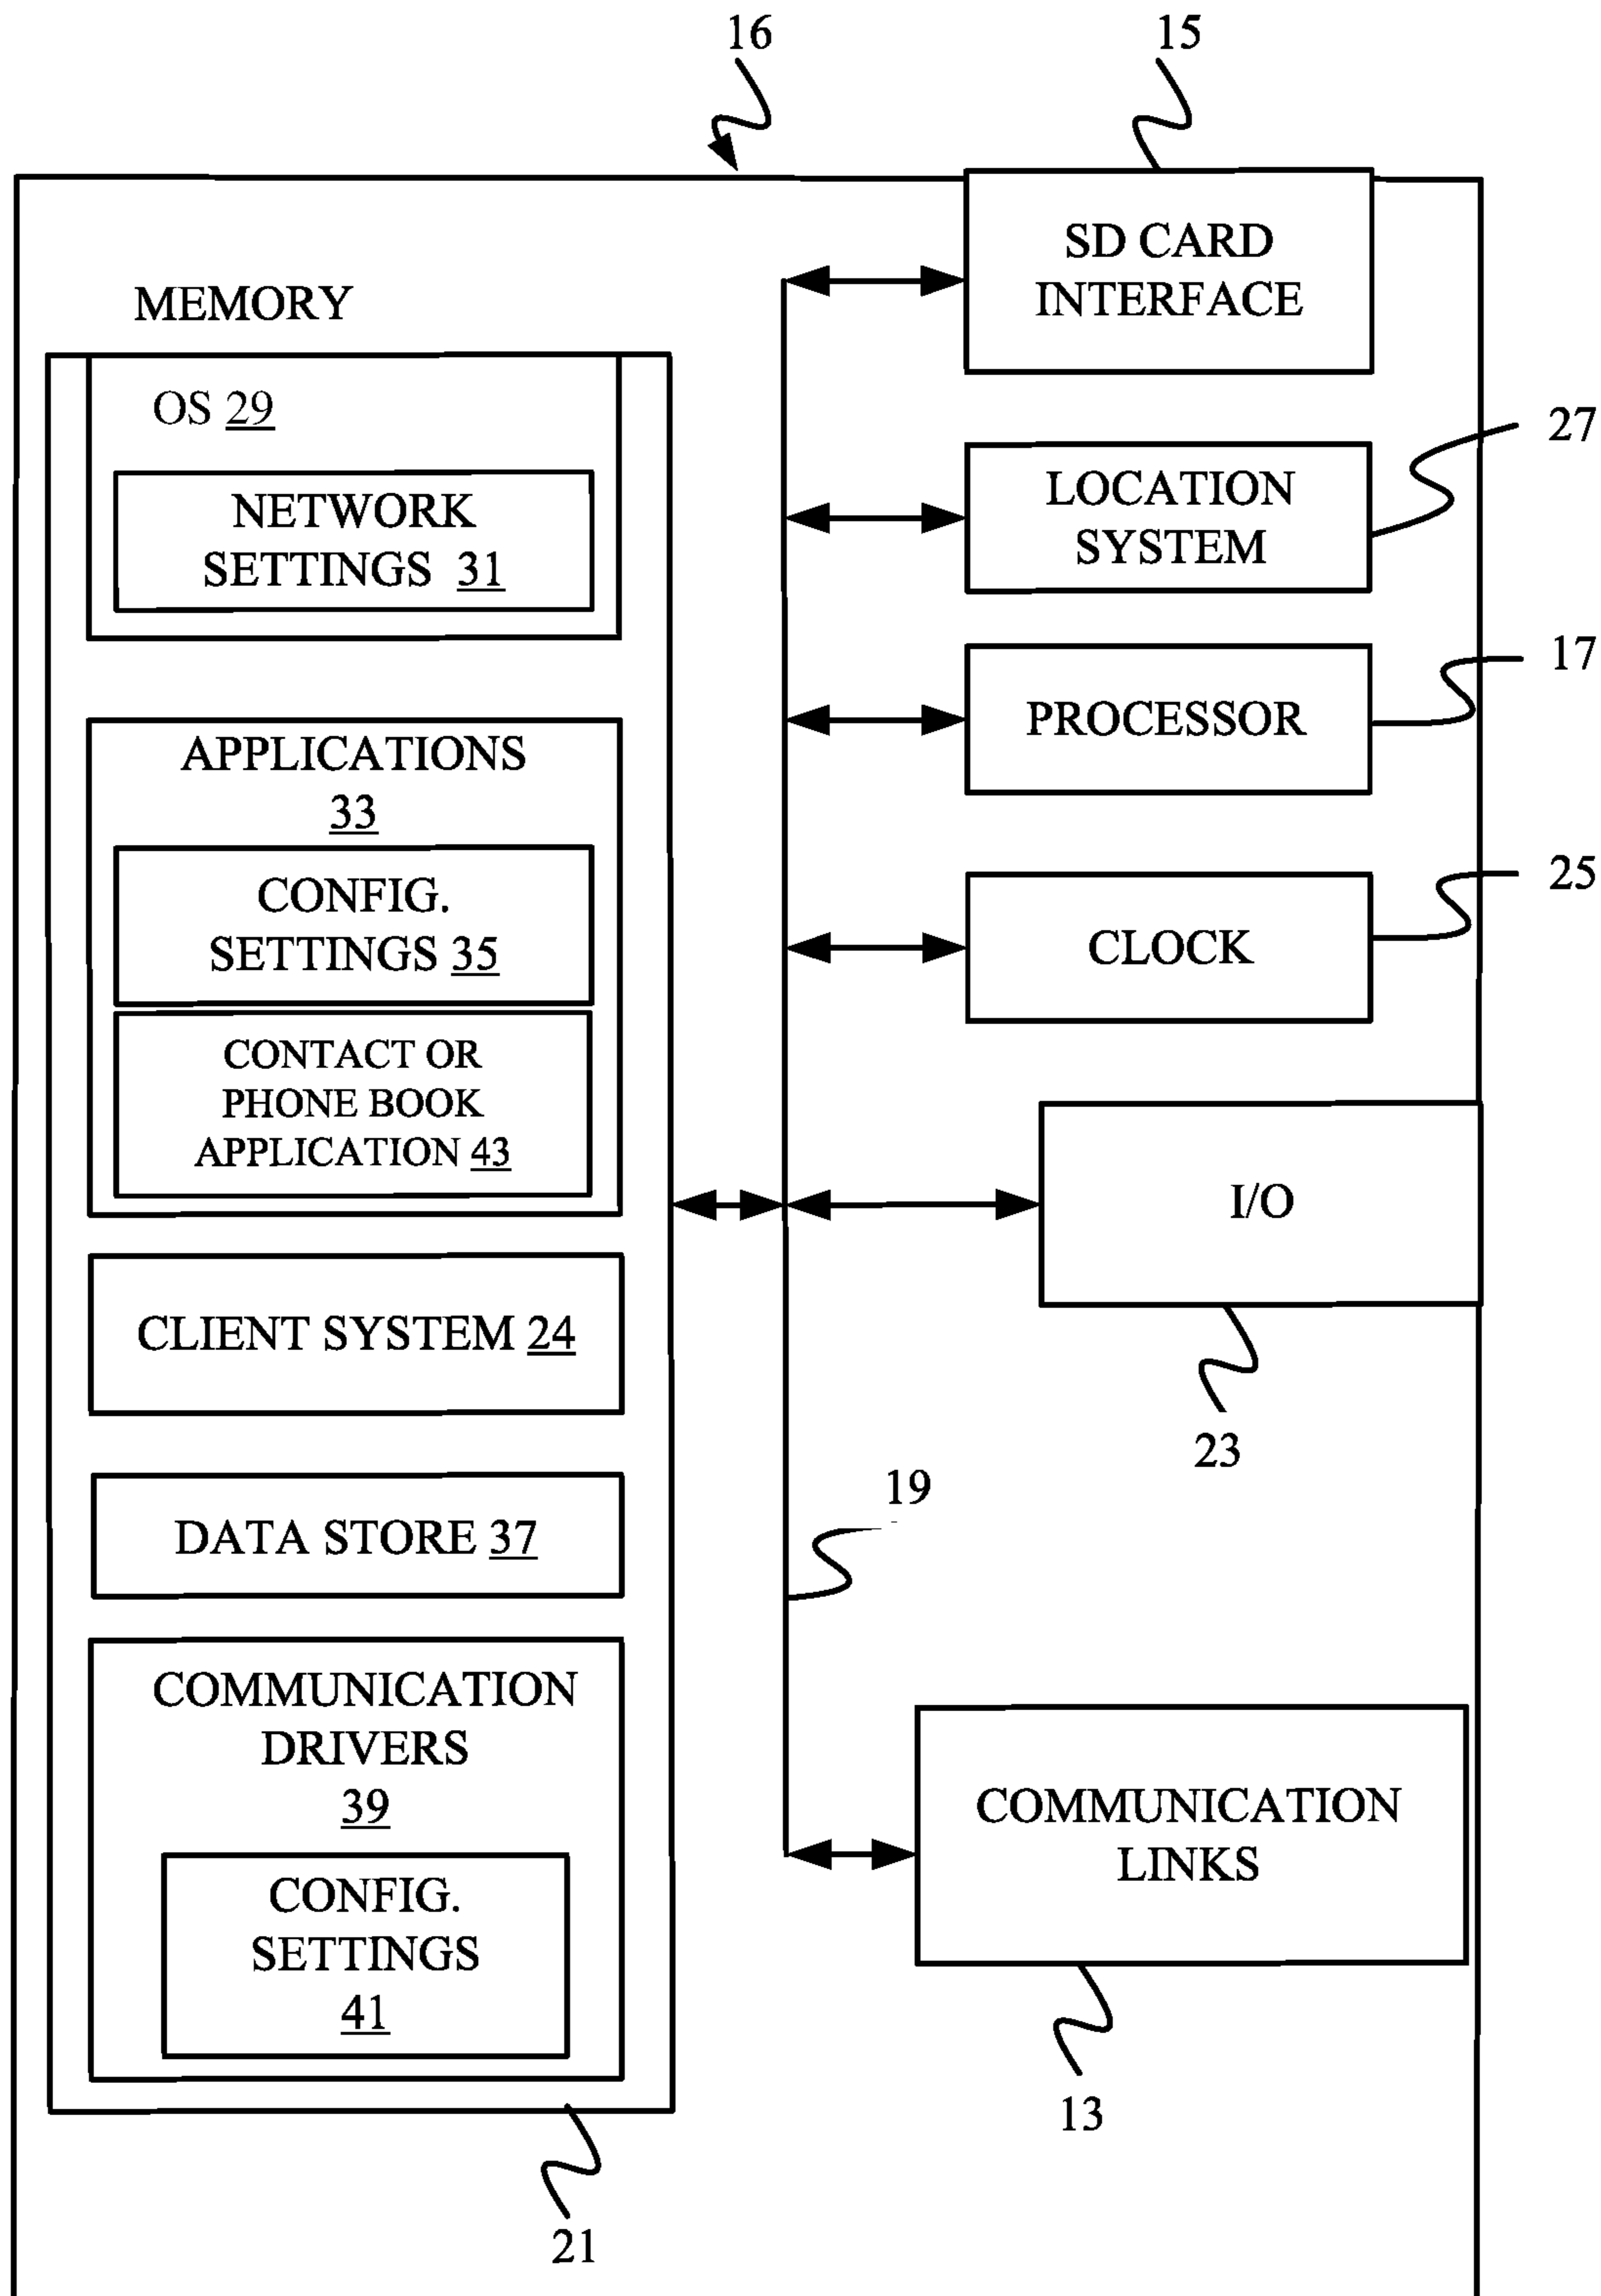 16
15
SD CARD
INTERFACE
MEMORY
OS 29
NETWORK
SETTINGS 31
27
LOCATION
SYSTEM
17
PROCESSOR
APPLICATIONS
33
CONFIG.
SETTINGS 35
25
CLOCK
CONTACT OR
PHONE BOOK
APPLICATION 43
I/O
CLIENT SYSTEM 24
23
19
DATA STORE 37
COMMUNICATION
DRIVERS
39
CONFIG.
SETTINGS
41
COMMUNICATION
LINKS
13
21